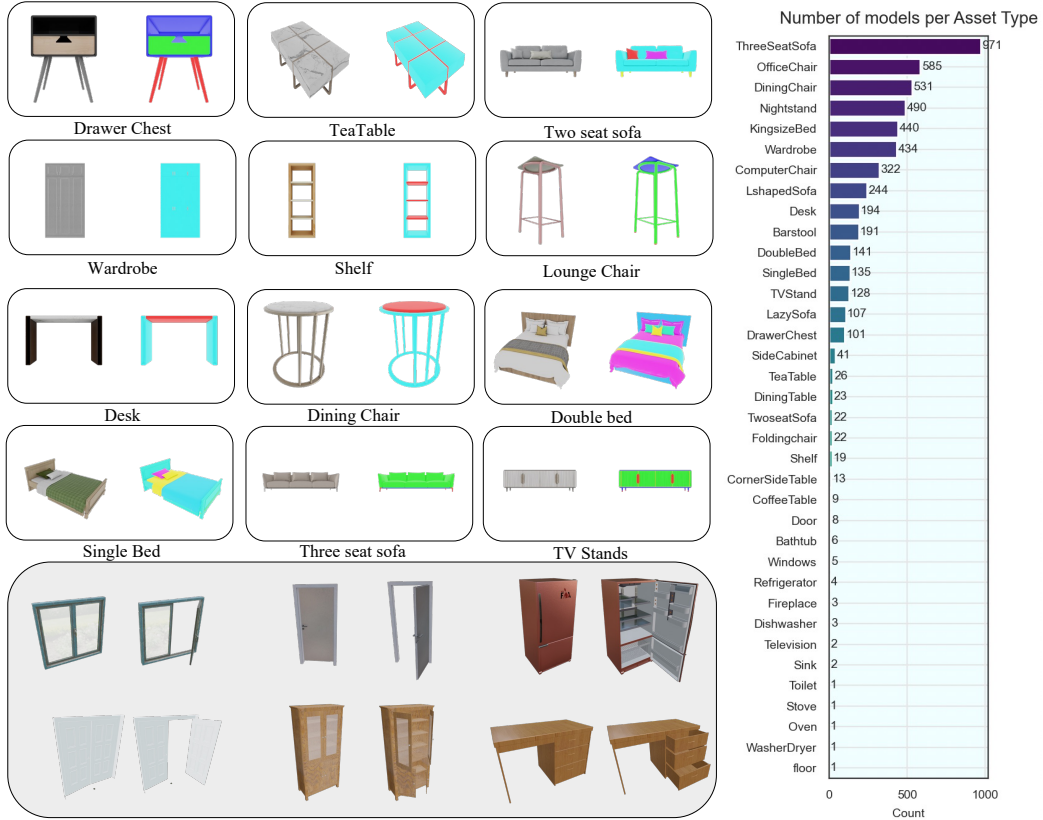 Drawer Chest
TeaTable
Two seat sofa
Wardrobe
Shelf
Lounge Chair
Desk
Dining Chair
Double bed
Single Bed
Three seat sofa
TV Stands
Number of models per Asset Type
ThreeSeatSofa 971
OfficeChair 585
DiningChair 531
Nightstand 490
KingsizeBed 440
Wardrobe 434
ComputerChair 322
LshapedSofa 244
Desk 194
Barstool 191
DoubleBed 141
SingleBed 135
TVStand 128
LazySofa 107
DrawerChest 101
SideCabinet 41
TeaTable 26
DiningTable 23
TwoseatSofa 22
Foldingchair 22
Shelf 19
CornerSideTable 13
CoffeeTable 9
Door 8
Bathtub 6
Windows 5
Refrigerator 4
Fireplace 3
Dishwasher 3
Television 2
Sink 2
Toilet 1
Stove 1
Oven 1
WasherDryer 1
floor 1
0 500 1000
Count